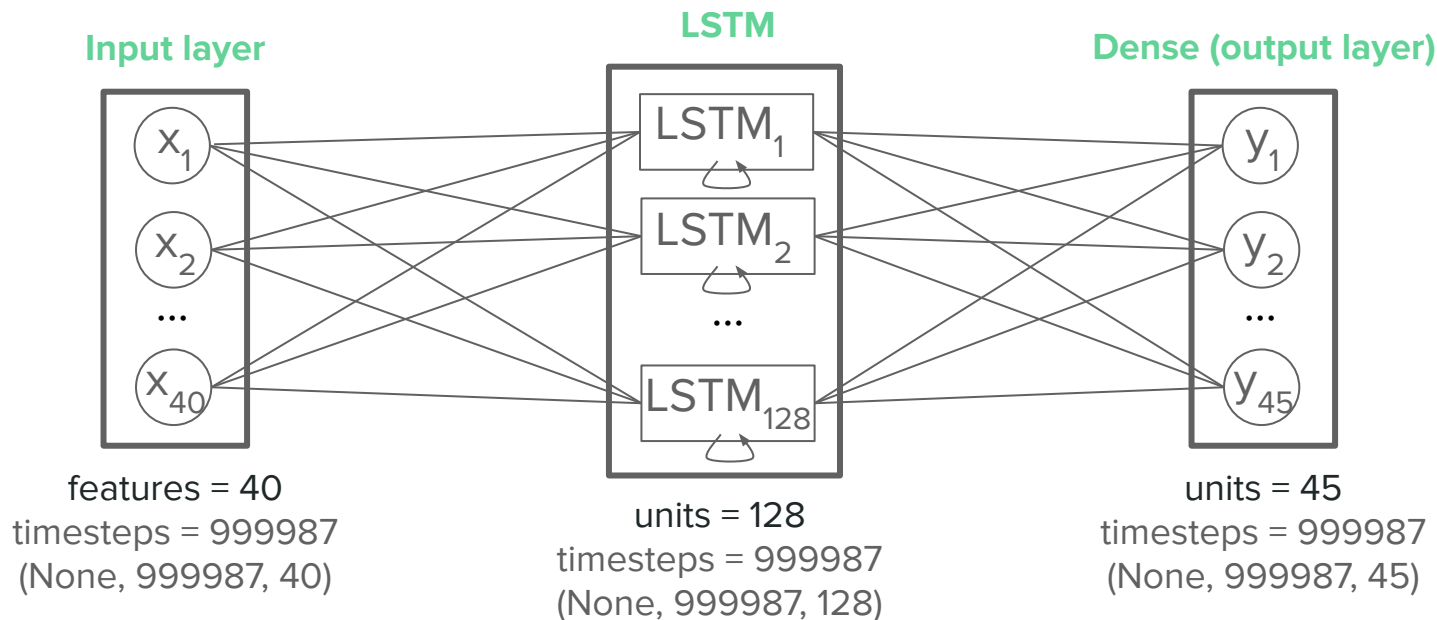 Input layer
LSTM
Dense (output layer)
x1
x2
...
x40
features = 40
timesteps = 999987
(None, 999987, 40)
LSTM1
LSTM2
...
LSTM128
units = 128
timesteps = 999987
(None, 999987, 128)
y1
y2
...
y45
units = 45
timesteps = 999987
(None, 999987, 45)